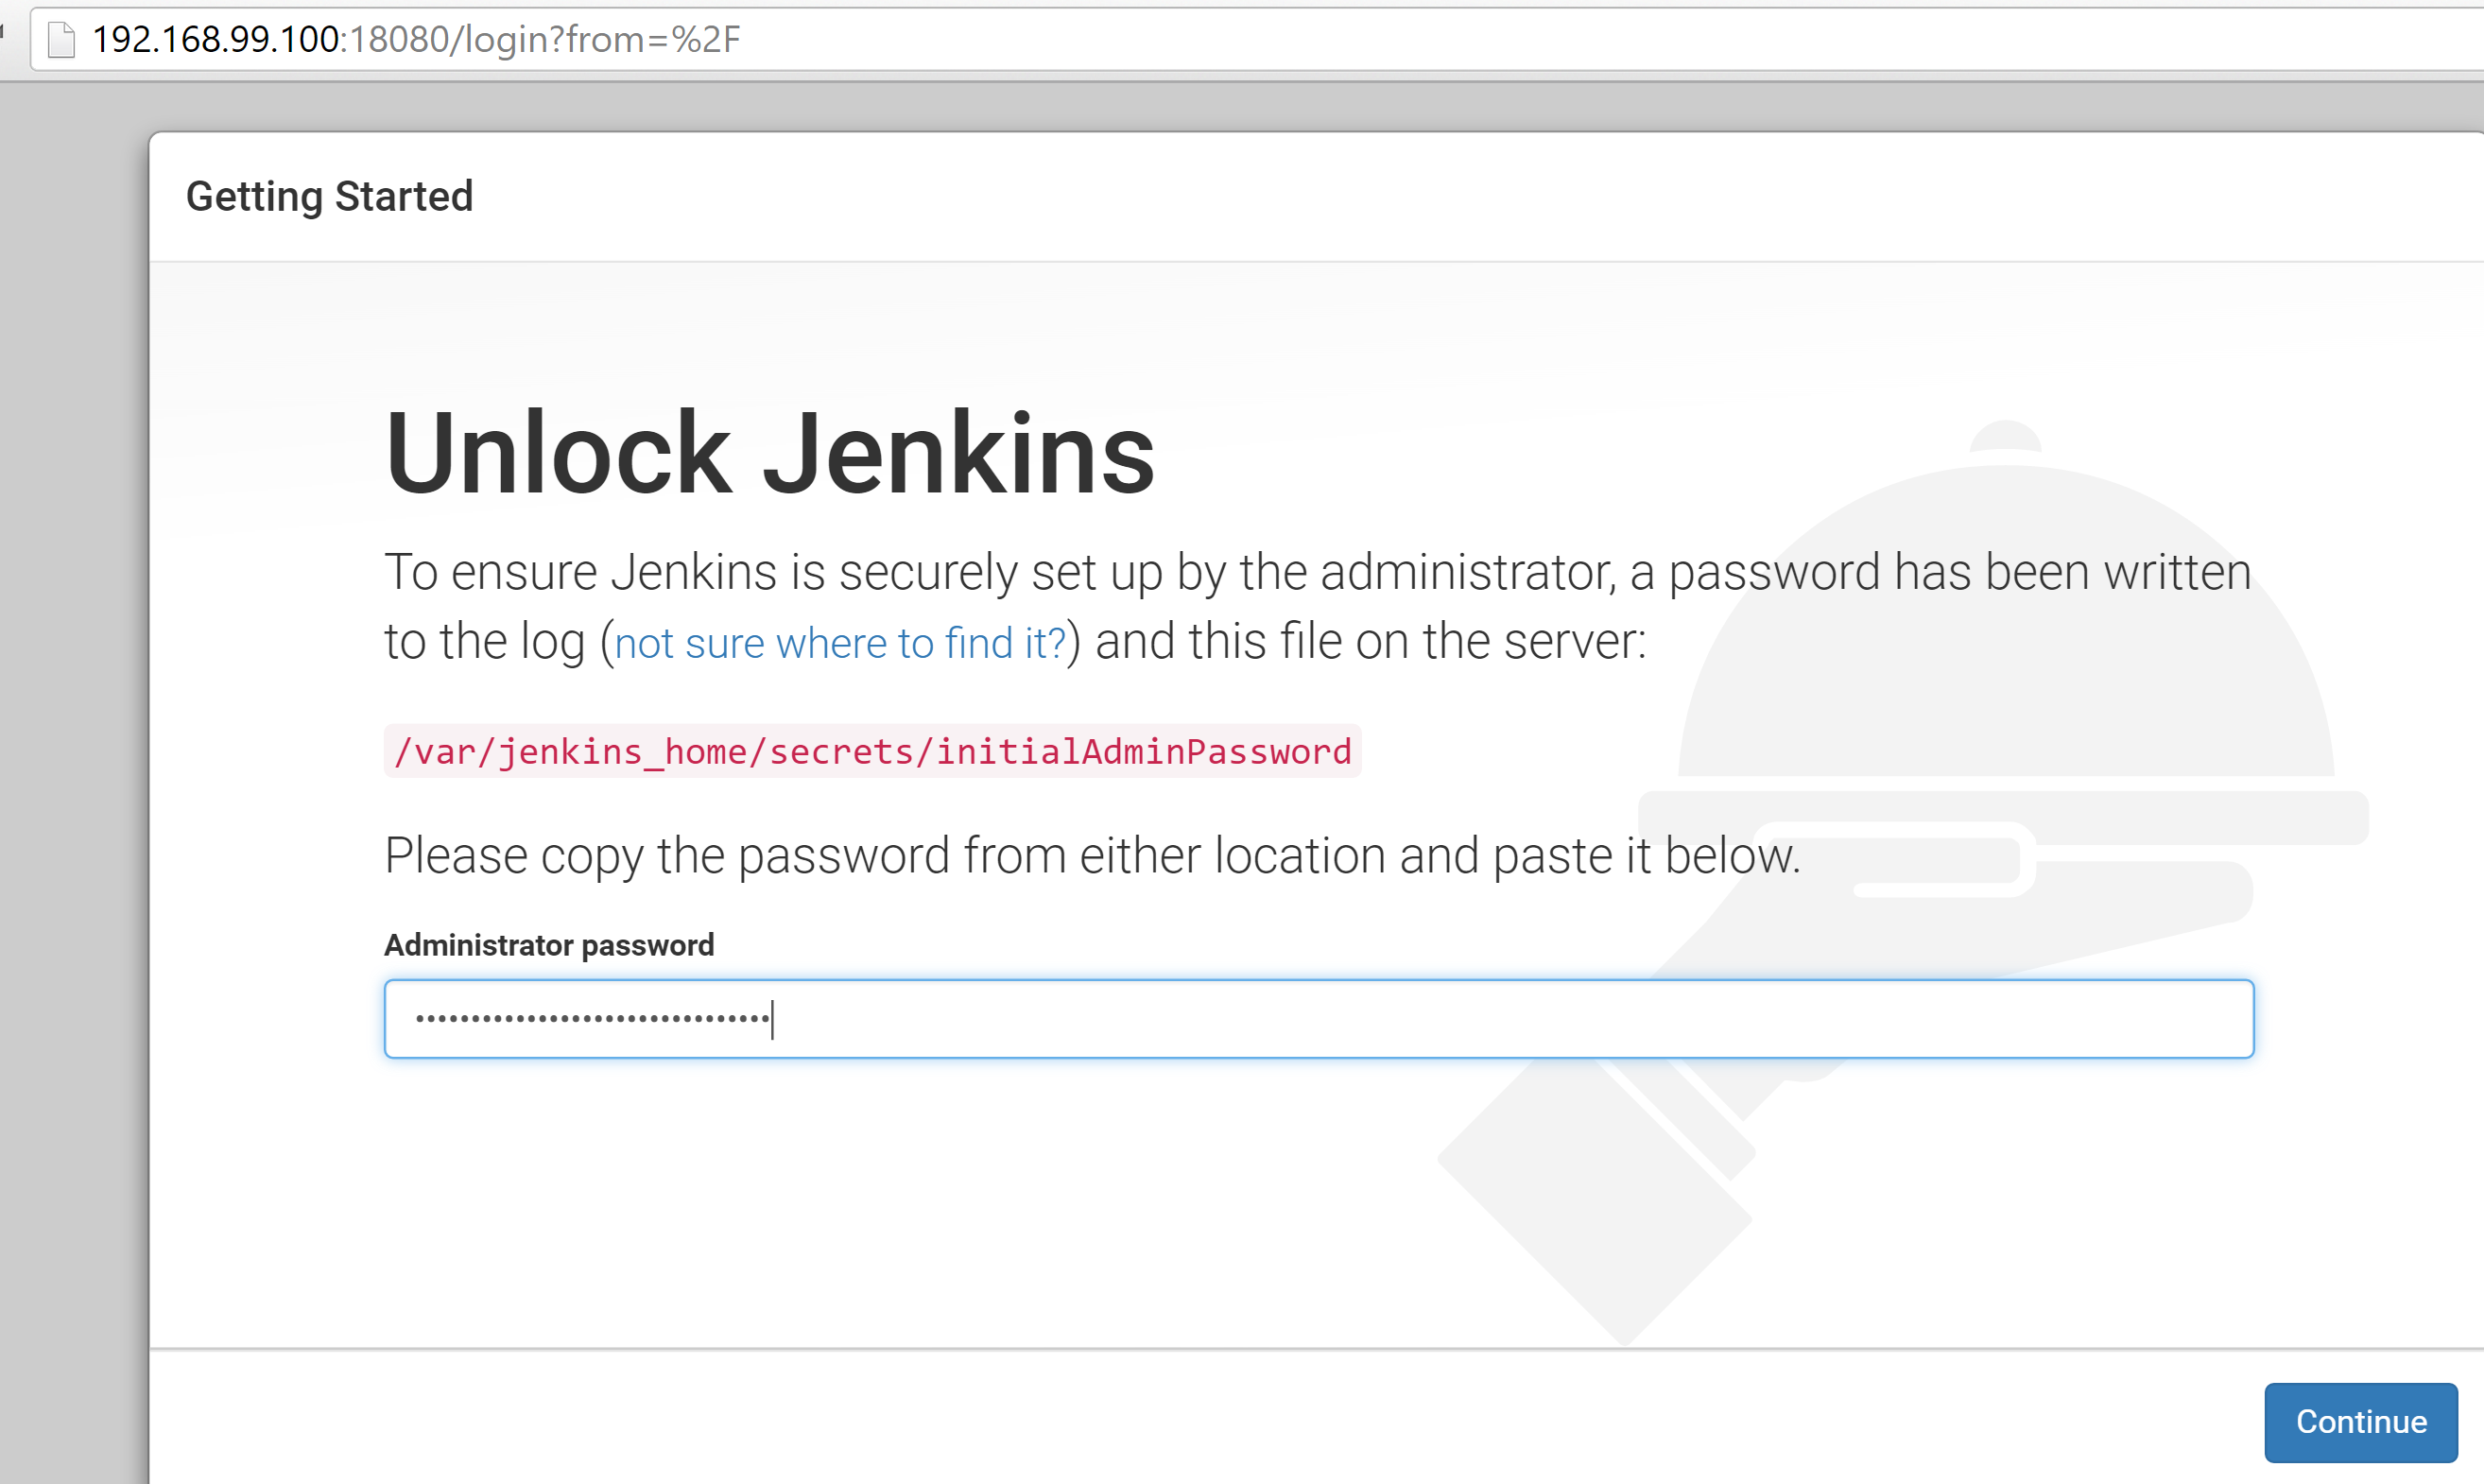 192.168.99.100:18080/login?from=%2F
Getting Started
Unlock Jenkins
To ensure Jenkins is securely set up by the administrator, a password has been written
to the log (not sure where to find it?) and this file on the server:
/var/jenkins_home/secrets/initialAdminPassword
Please copy the password from either location and paste it below.
Administrator password
••••••••••••••••••••••••••••••••
Continue